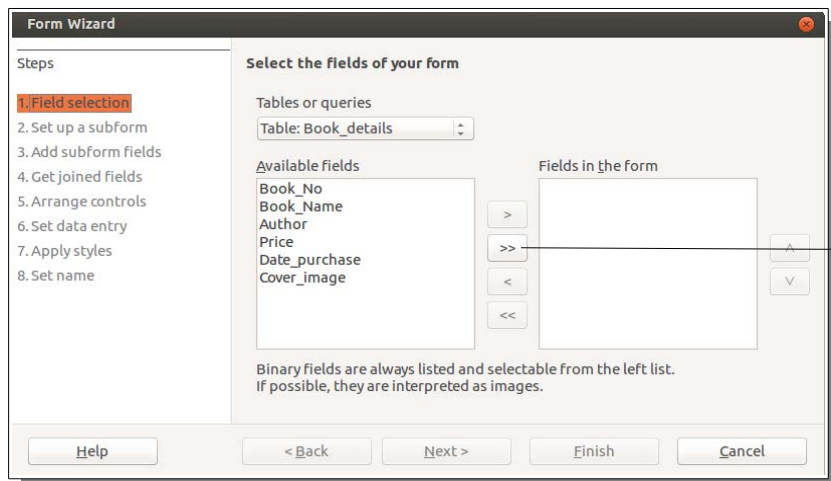 Form Wizard
Steps
1. Field selection
2. Set up a subform
3. Add subform fields
4. Get joined fields
5. Arrange controls
6. Set data entry
7. Apply styles
8. Set name
Select the fields of your form
Tables or queries
Table: Book_details
Available fields
Book_No
Book_Name
Author
Price
Date_purchase
Cover_image
>
>>
<
<<
Fields in the form
Binary fields are always listed and selectable from the left list.
If possible, they are interpreted as images.
Help
< Back
Next >
Finish
Cancel